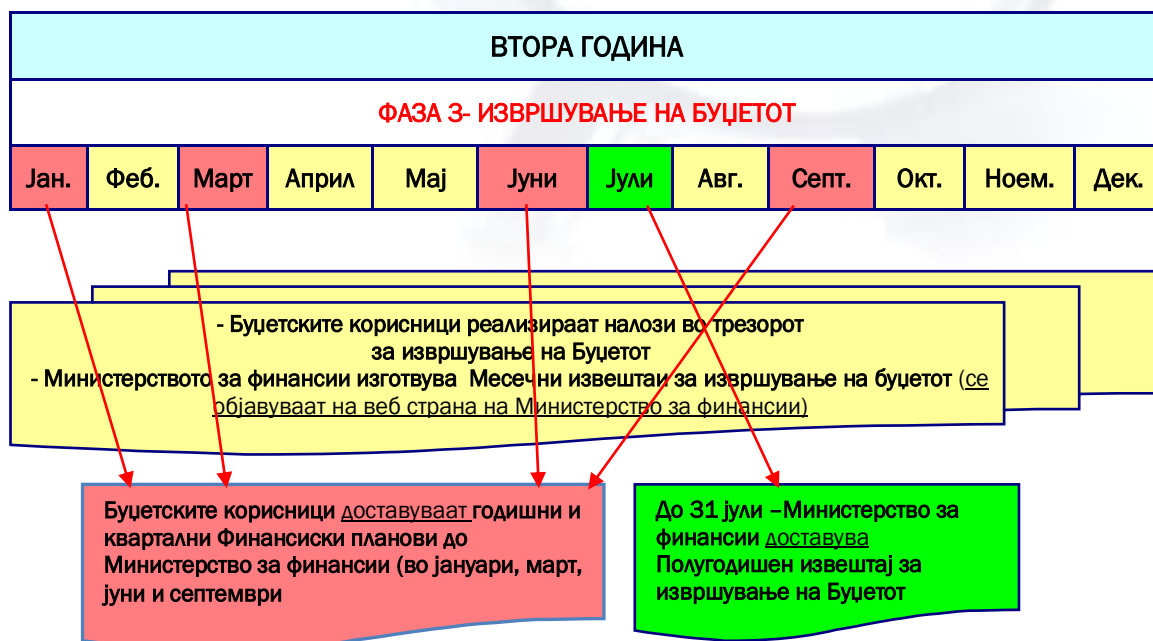 ВТОРА ГОДИНА
ФАЗА 3- ИЗВРШУВАЊЕ НА БУЏЕТОТ
Јан. Феб. Март Април Мај Јуни Јули Авг. Септ. Окт. Ноем. Дек.
- Буџетските корисници реализираат налози во трезорот
за извршување на Буџетот
- Министерството за финансии изготвува Месечни извештаи за извршување на буџетот (се
објавуваат на веб страна на Министерство за финансии)
Буџетските корисници доставуваат годишни и
квартални Финансиски планови до
Министерство за финансии (во јануари, март,
јуни и септември
До 31 јули –Министерство за
финансии доставува
Полугодишен извештај за
извршување на Буџетот